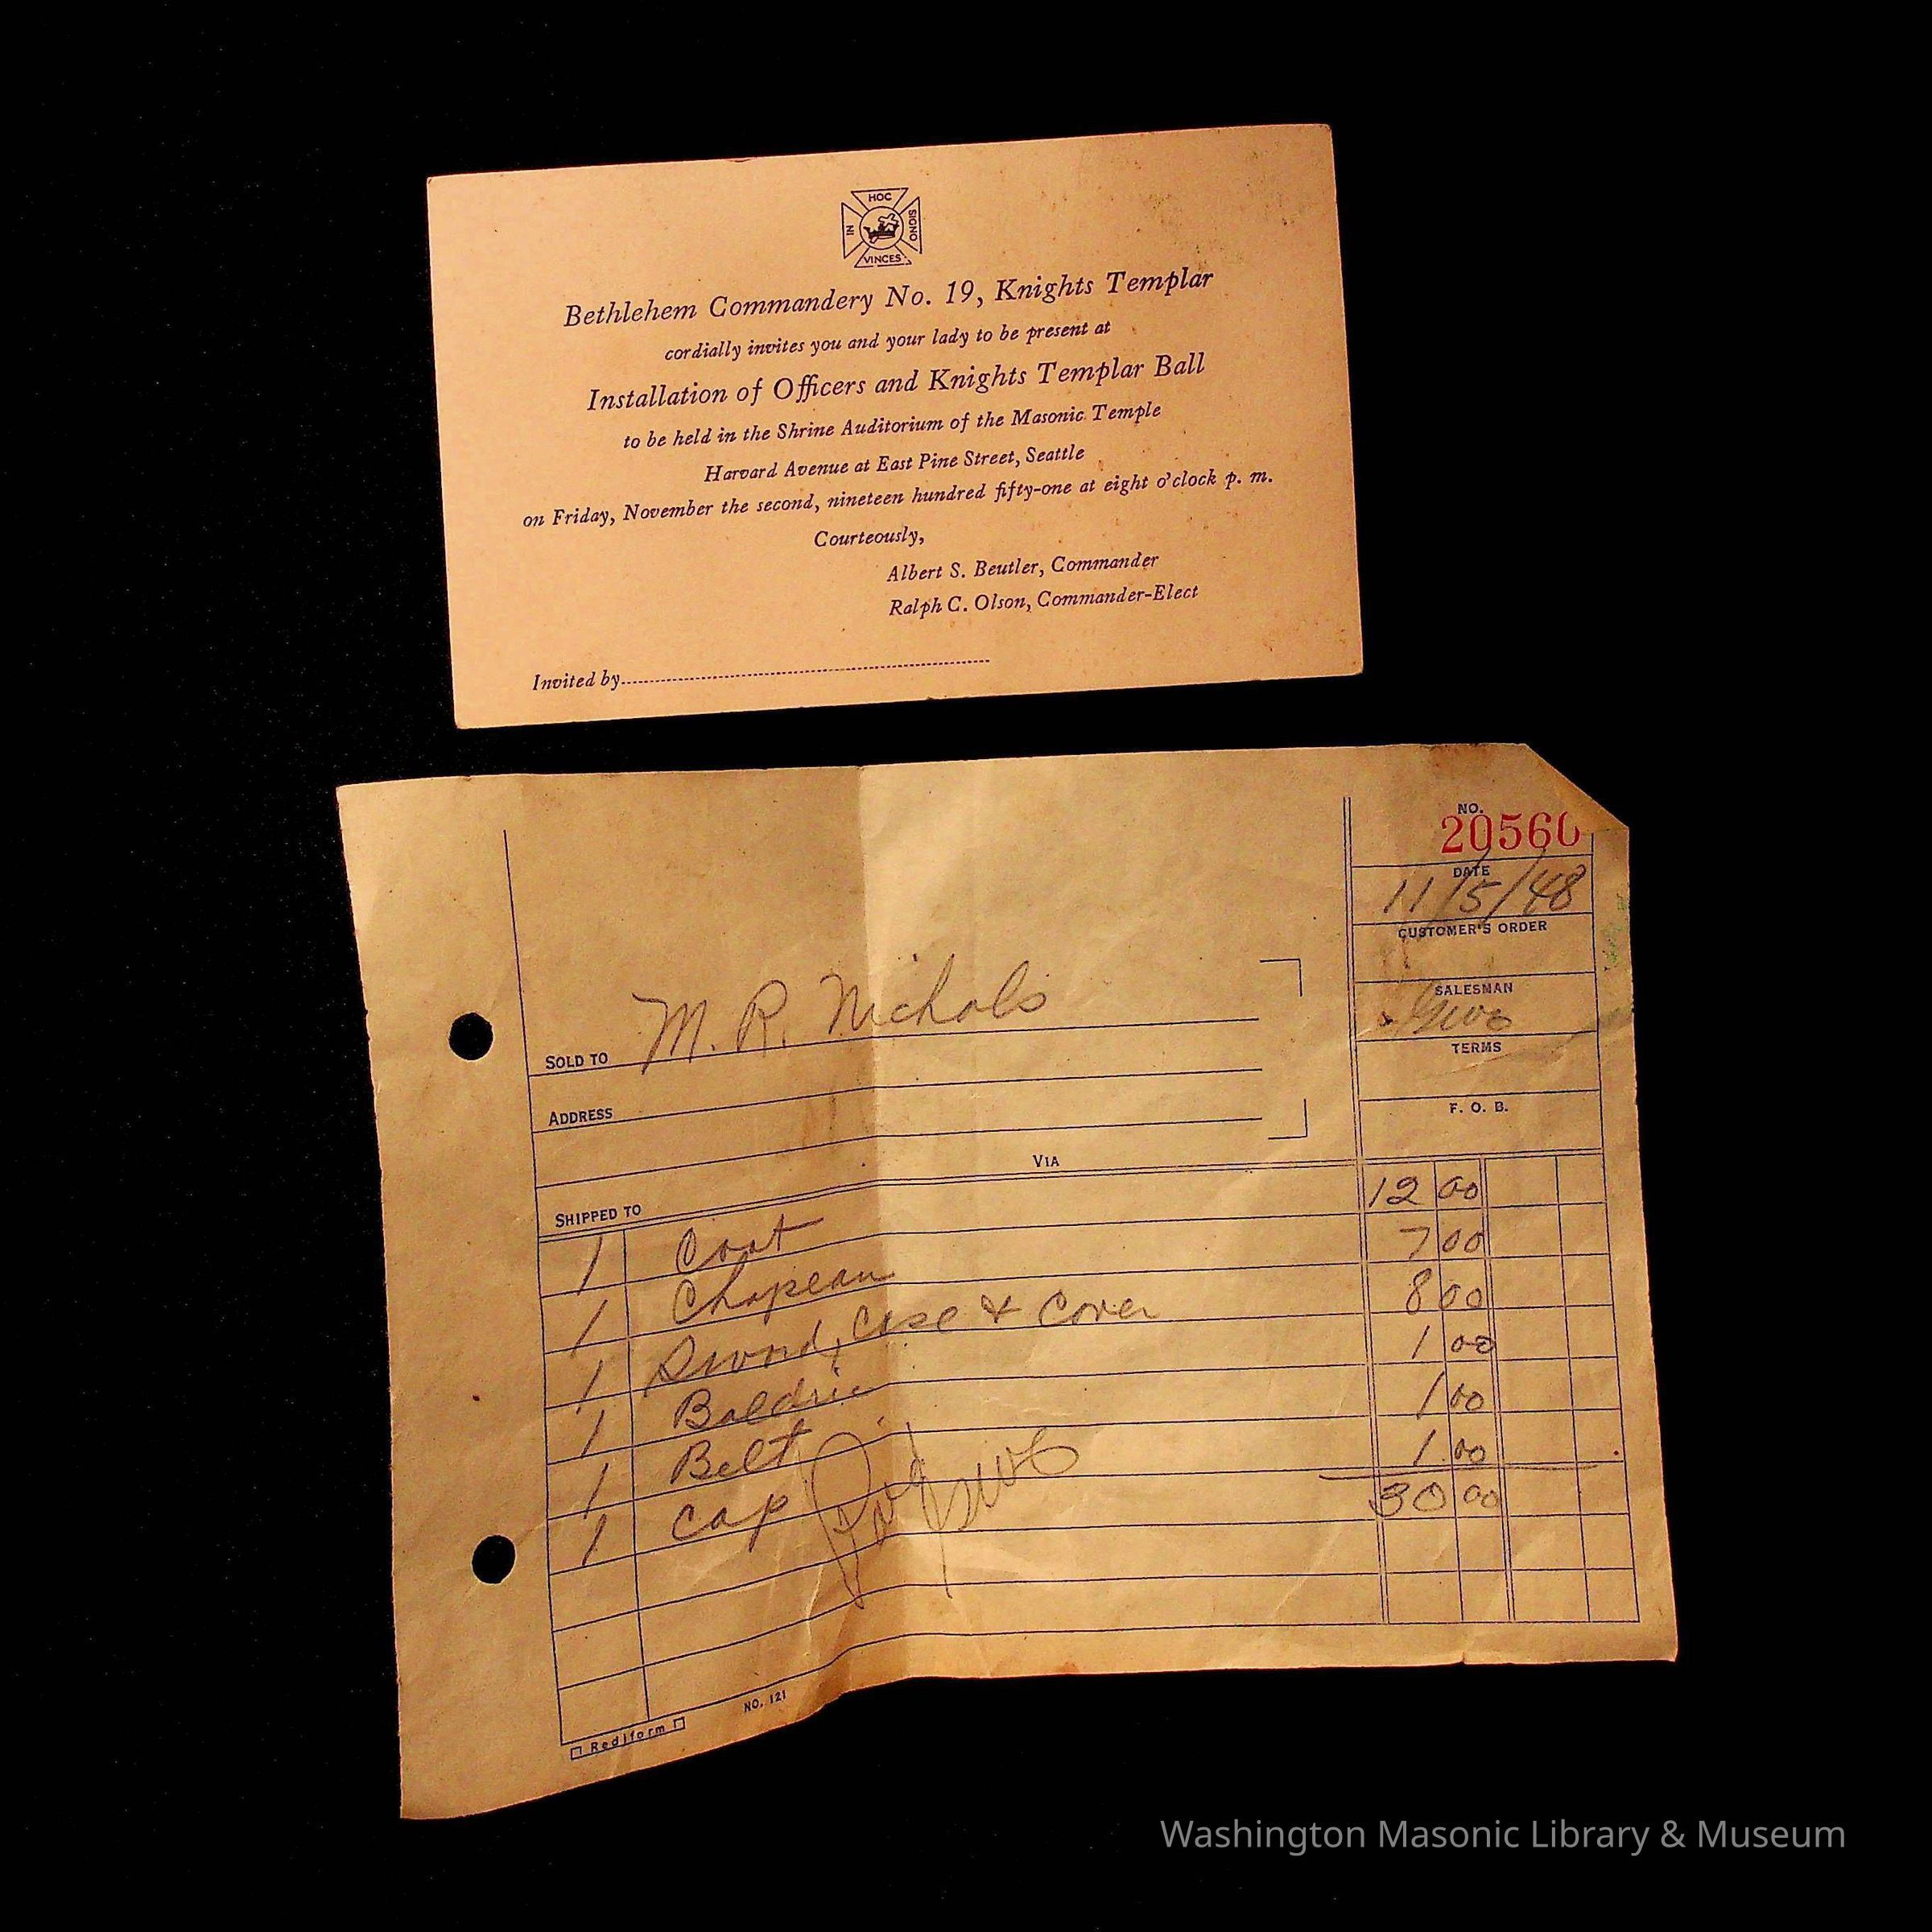 IN HOC SIGNO VINCES
Bethlehem Commandery No. 19, Knights Templar
cordially invites you and your lady to be present at
Installation of Officers and Knights Templar Ball
to be held in the Shrine Auditorium of the Masonic Temple
Harvard Avenue at East Pine Street, Seattle
on Friday, November the second, nineteen hundred fifty-one at eight o'clock p. m.
Courteously,
Albert S. Beutler, Commander
Ralph C. Olson, Commander-Elect
Invited by
NO.
DATE
11/5/48
CUSTOMER'S ORDER
SALESMAN
TERMS
F. O. B.
SOLD TO M. R. Nichols
ADDRESS
VIA
SHIPPED TO
1 Coat 12 00
1 Chapeau 7 00
1 Sword, case & cover 8 00
1 Baldric 1 00
1 Belt 1 00
1 Cap 1.00
30 00
Rediform NO. 121
Washington Masonic Library & Museum